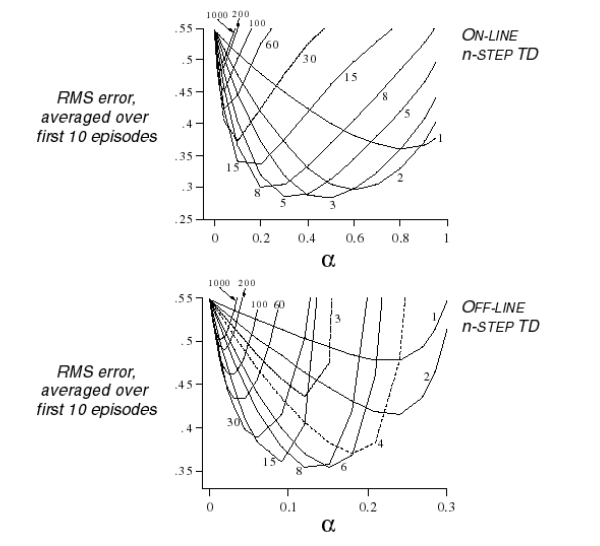 1000 200 100
.55
60
ON-LINE
n-STEP TD
30
.5
15
.45
8
RMS error,
averaged over
first 10 episodes
.4
5
1
.35
15
2
.3
8
5
3
.25
0 0.2 0.4 0.6 0.8 1
α
1000 200
.55
100 60
3
1
OFF-LINE
n-STEP TD
.5
RMS error,
averaged over
first 10 episodes
.45
2
.4
30
4
15
8
6
.35
0 0.1 0.2 0.3
α